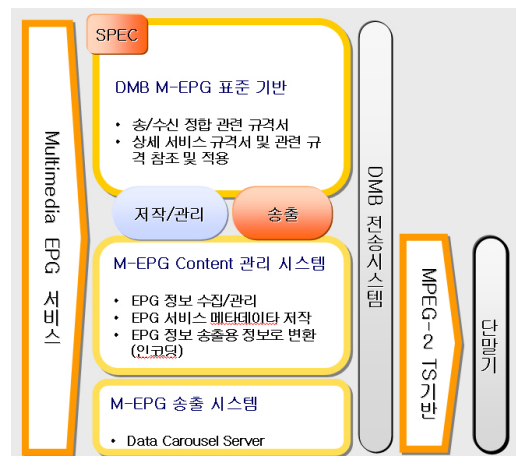 SPEC
DMB M-EPG 표준 기반
• 송/수신 정합 관련 규격서
• 상세 서비스 규격서 및 관련 규
격 참조 및 적용
Multimedia EPG 서비스
저작/관리
송출
M-EPG Content 관리 시스템
• EPG 정보 수집/관리
• EPG 서비스 메타데이타 저작
• EPG 정보 송출용 정보로 변환
(인코딩)
M-EPG 송출 시스템
• Data Carousel Server
DMB 전송시스템
MPEG-2 TS기반
단말기